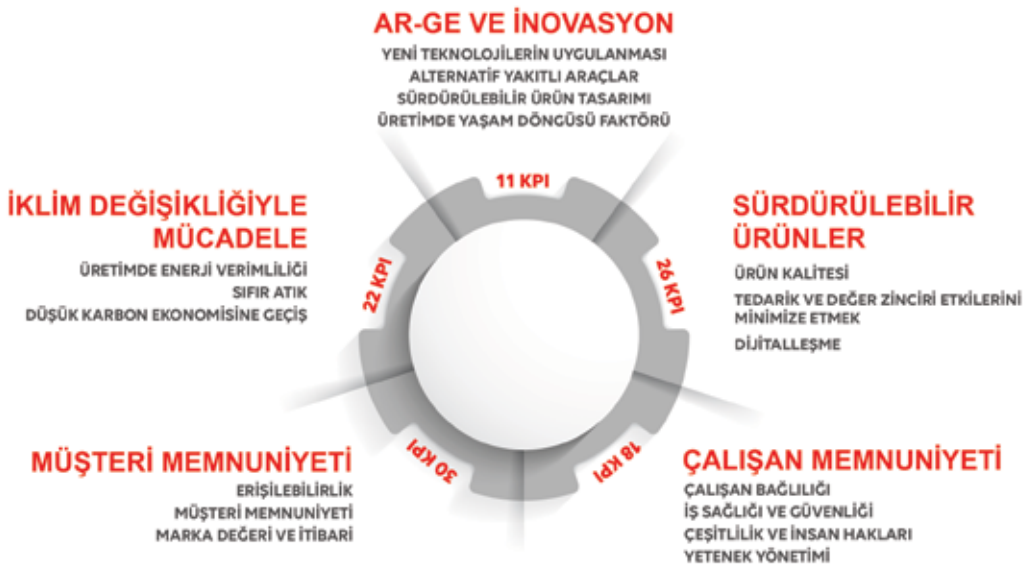 AR-GE VE İNOVASYON
YENİ TEKNOLOJİLERİN UYGULANMASI
ALTERNATİF YAKITLI ARAÇLAR
SÜRDÜRÜLEBİLİR ÜRÜN TASARIMI
ÜRETİMDE YAŞAM DÖNGÜSÜ FAKTÖRÜ
11 KPI
İKLİM DEĞİŞİKLİĞİYLE
MÜCADELE
ÜRETİMDE ENERJİ VERİMLİLİĞİ
SIFIR ATIK
DÜŞÜK KARBON EKONOMİSİNE GEÇİŞ
22 KPI
SÜRDÜRÜLEBİLİR
ÜRÜNLER
ÜRÜN KALİTESİ
TEDARİK VE DEĞER ZİNCİRİ ETKİLERİNİ
MİNİMİZE ETMEK
DİJİTALLEŞME
26 KPI
MÜŞTERİ MEMNUNİYETİ
ERİŞİLEBİLİRLİK
MÜŞTERİ MEMNUNİYETİ
MARKA DEĞERİ VE İTİBARİ
30 KPI
ÇALIŞAN MEMNUNİYETİ
ÇALIŞAN BAĞLILIĞI
İŞ SAĞLIĞI VE GÜVENLİĞİ
ÇEŞİTLİLİK VE İNSAN HAKLARI
YETENEK YÖNETİMİ
18 KPI